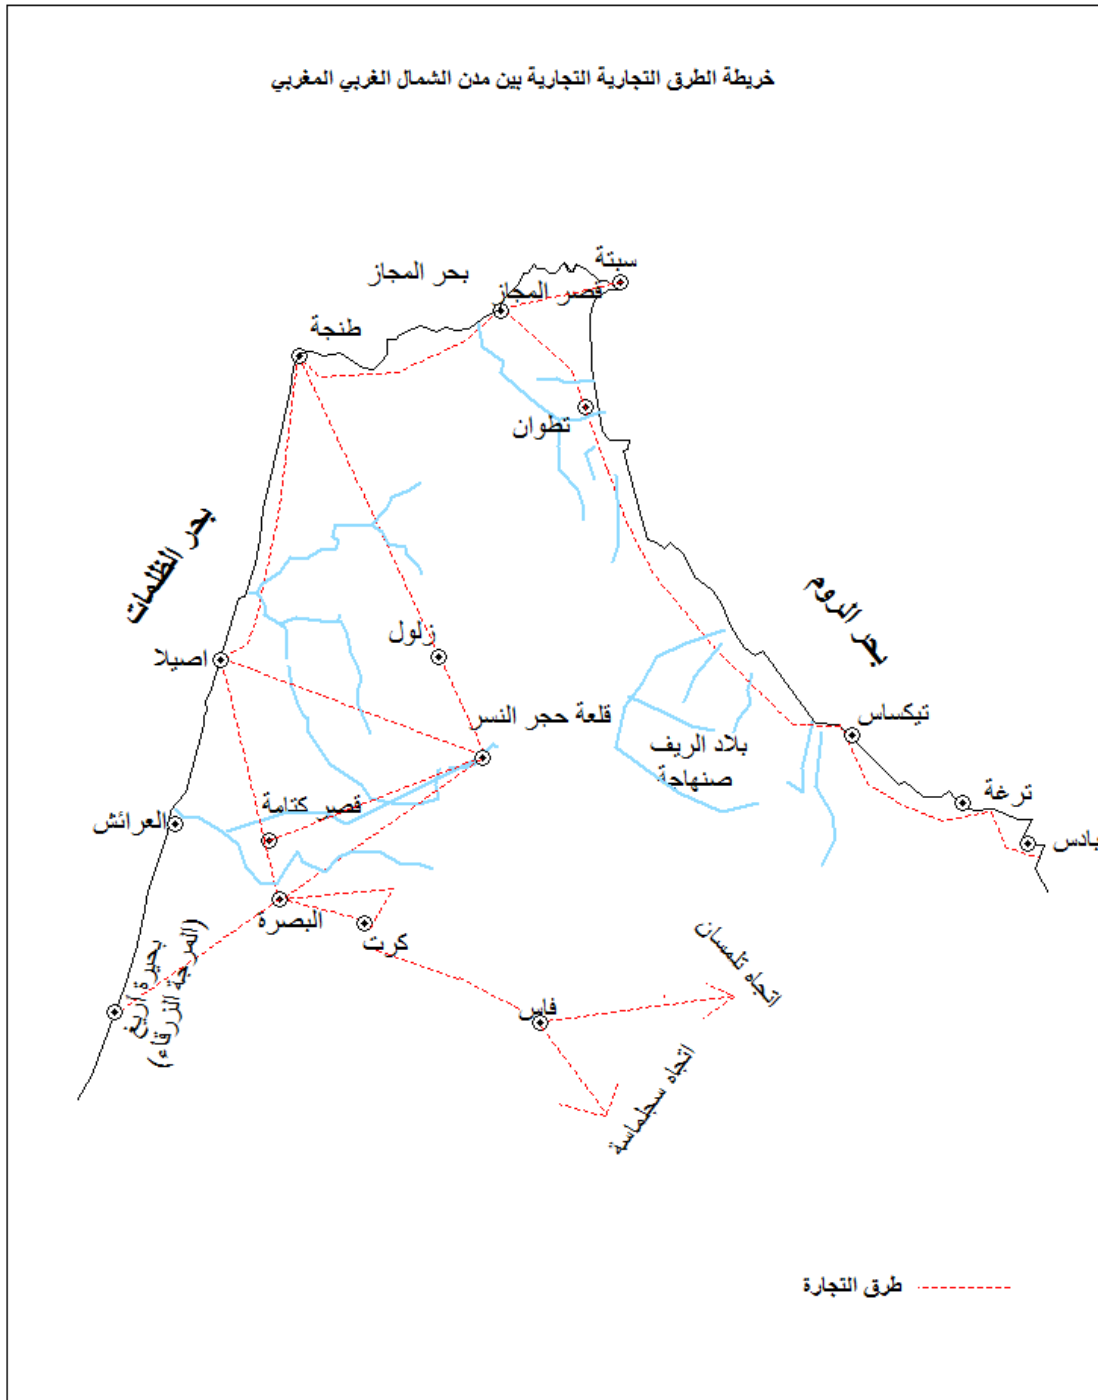 خريطة الطرق التجارية التجارية بين مدن الشمال الغربي المغربي
سبتة
بحر المجاز
قصر المجاز
طنجة
تطوان
بحر الظلمات
بحر الروم
زلول
اصيلا
قلعة حجر النسر
تيكساس
بلاد الريف
صنهاجة
ترغة
قصر كتامة
العرائش
بادس
البصرة
كرت
بحيرة أريغ
(المرجة الزرقاء)
فاس
اتجاه تلمسان
اتجاه سجلماسة
طرق التجارة